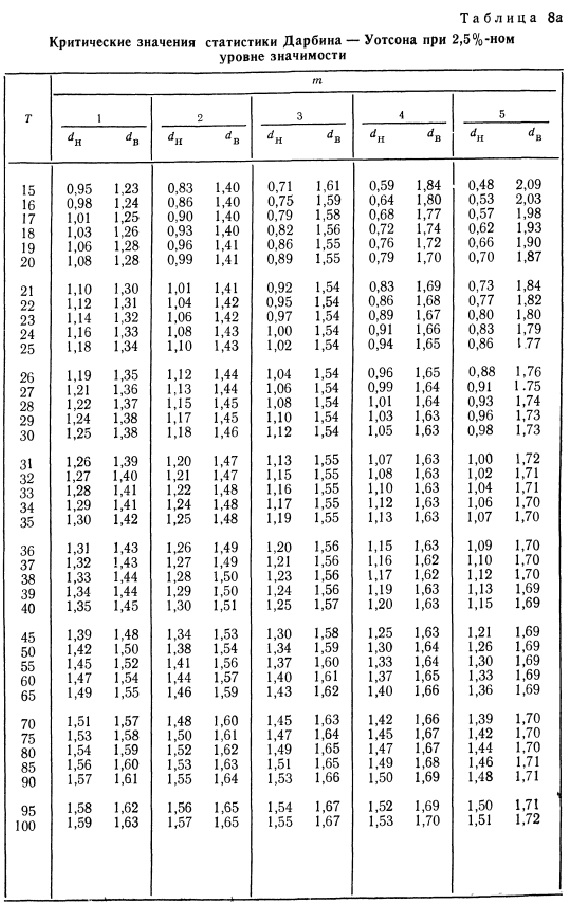 Таблица 8а
Критические значения статистики Дарбина — Уотсона при 2,5%-ном
уровне значимости
T m
1 2 3 4 5
dн dв dн dв dн dв dн dв dн dв
15 0,95 1,23 0,83 1,40 0,71 1,61 0,59 1,84 0,48 2,09
16 0,98 1,24 0,86 1,40 0,75 1,59 0,64 1,80 0,53 2,03
17 1,01 1,25 0,90 1,40 0,79 1,58 0,68 1,77 0,57 1,98
18 1,03 1,26 0,93 1,40 0,82 1,56 0,72 1,74 0,62 1,93
19 1,06 1,28 0,96 1,41 0,86 1,55 0,76 1,72 0,66 1,90
20 1,08 1,28 0,99 1,41 0,89 1,55 0,79 1,70 0,70 1,87
21 1,10 1,30 1,01 1,41 0,92 1,54 0,83 1,69 0,73 1,84
22 1,12 1,31 1,04 1,42 0,95 1,54 0,86 1,68 0,77 1,82
23 1,14 1,32 1,06 1,42 0,97 1,54 0,89 1,67 0,80 1,80
24 1,16 1,33 1,08 1,43 1,00 1,54 0,91 1,66 0,83 1,79
25 1,18 1,34 1,10 1,43 1,02 1,54 0,94 1,65 0,86 1 77
26 1,19 1,35 1,12 1,44 1,04 1,54 0,96 1,65 0,88 1,76
27 1,21 1,36 1,13 1,44 1,06 1,54 0,99 1,64 0,91 1.75
28 1,22 1,37 1,15 1,45 1,08 1,54 1,01 1,64 0,93 1,74
29 1,24 1,38 1,17 1,45 1,10 1,54 1,03 1,63 0,96 1,73
30 1,25 1,38 1,18 1,46 1,12 1,54 1,05 1,63 0,98 1,73
31 1,26 1,39 1,20 1,47 1,13 1,55 1,07 1,63 1,00 1,72
32 1,27 1,40 1,21 1,47 1,15 1,55 1,08 1,63 1,02 1,71
33 1,28 1,41 1,22 1,48 1,16 1,55 1,10 1,63 1,04 1,71
34 1,29 1,41 1,24 1,48 1,17 1,55 1,12 1,63 1,06 1,70
35 1,30 1,42 1,25 1,48 1,19 1,55 1,13 1,63 1,07 1,70
36 1,31 1,43 1,26 1,49 1,20 1,56 1,15 1,63 1,09 1,70
37 1,32 1,43 1,27 1,49 1,21 1,56 1,16 1,62 1,10 1,70
38 1,33 1,44 1,28 1,50 1,23 1,56 1,17 1,62 1,12 1,70
39 1,34 1,44 1,29 1,50 1,24 1,56 1,19 1,63 1,13 1,69
40 1,35 1,45 1,30 1,51 1,25 1,57 1,20 1,63 1,15 1,69
45 1,39 1,48 1,34 1,53 1,30 1,58 1,25 1,63 1,21 1,69
50 1,42 1,50 1,38 1,54 1,34 1,59 1,30 1,64 1,26 1,69
55 1,45 1,52 1,41 1,56 1,37 1,60 1,33 1,64 1,30 1,69
60 1,47 1,54 1,44 1,57 1,40 1,61 1,37 1,65 1,33 1,69
65 1,49 1,55 1,46 1,59 1,43 1,62 1,40 1,66 1,36 1,69
70 1,51 1,57 1,48 1,60 1,45 1,63 1,42 1,66 1,39 1,70
75 1,53 1,58 1,50 1,61 1,47 1,64 1,45 1,67 1,42 1,70
80 1,54 1,59 1,52 1,62 1,49 1,65 1,47 1,67 1,44 1,70
85 1,56 1,60 1,53 1,63 1,51 1,65 1,49 1,68 1,46 1,71
90 1,57 1,61 1,55 1,64 1,53 1,66 1,50 1,69 1,48 1,71
95 1,58 1,62 1,56 1,65 1,54 1,67 1,52 1,69 1,50 1,71
100 1,59 1,63 1,57 1,65 1,55 1,67 1,53 1,70 1,51 1,72